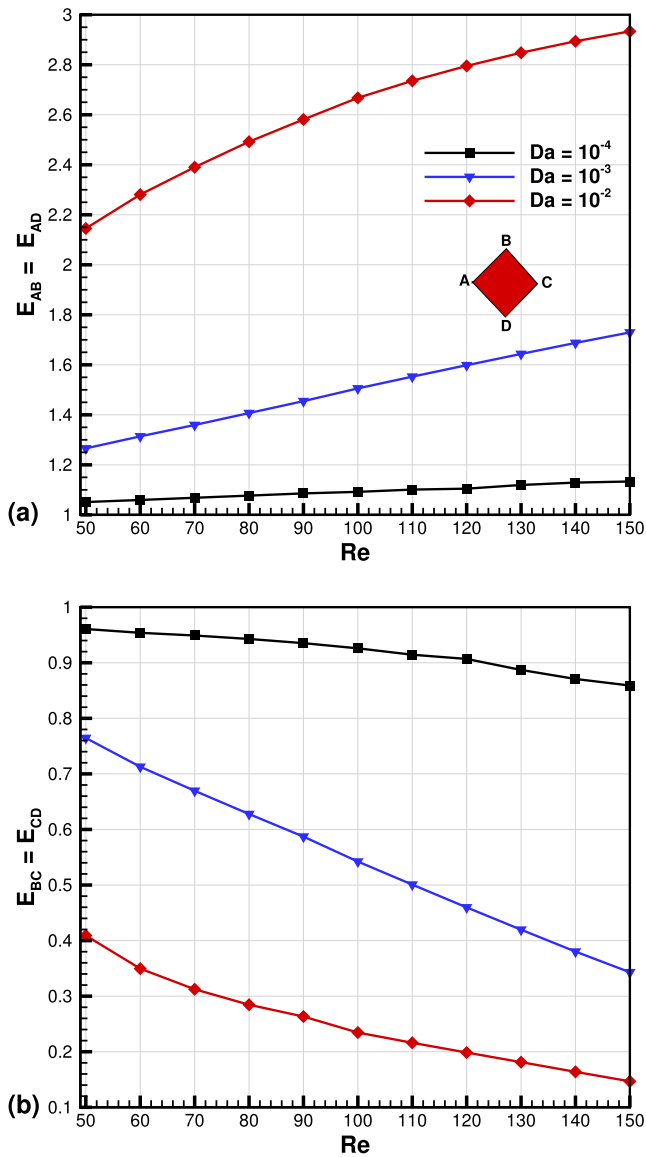 3
2.8
2.6
2.4
2.2
2
1.8
1.6
1.4
1.2
1
E_AB = E_AD
Da = 10^-4
Da = 10^-3
Da = 10^-2
B
A C
D
(a)
50 60 70 80 90 100 110 120 130 140 150
Re
1
0.9
0.8
0.7
0.6
0.5
0.4
0.3
0.2
0.1
E_BC = E_CD
(b)
50 60 70 80 90 100 110 120 130 140 150
Re